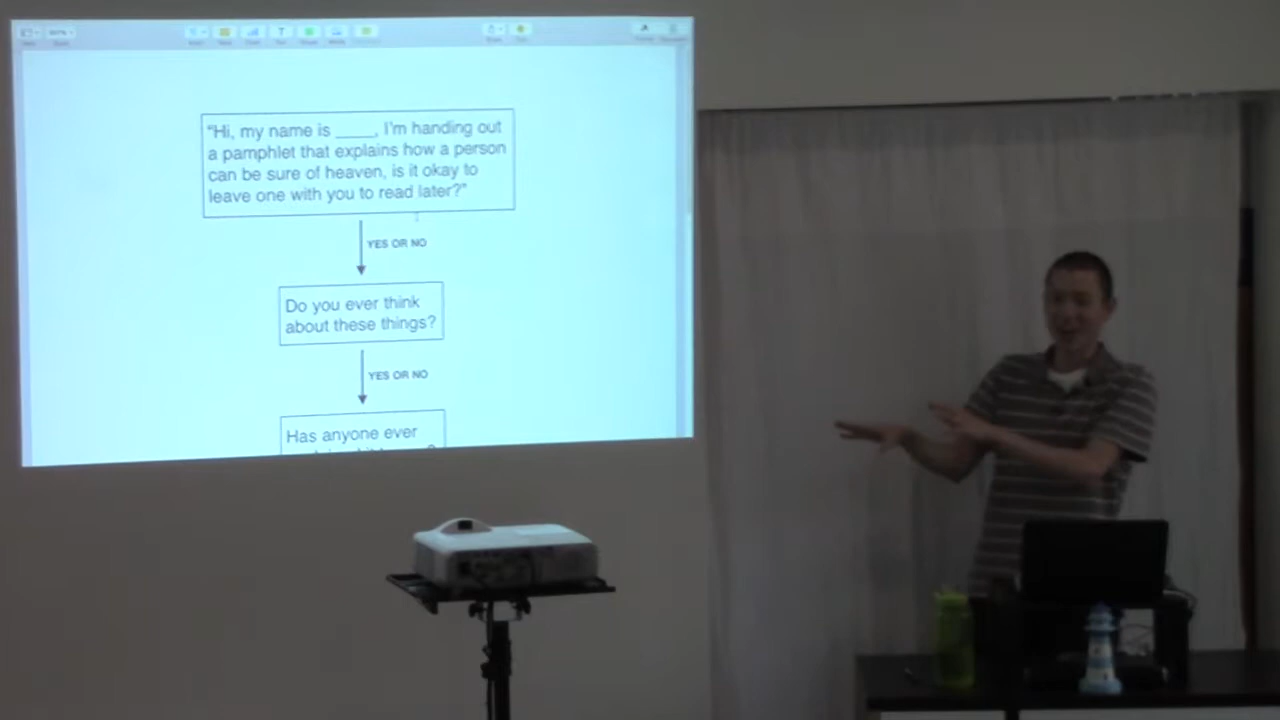 "Hi, my name is ____, I'm handing out
a pamphlet that explains how a person
can be sure of heaven, is it okay to
leave one with you to read later?"
YES OR NO
Do you ever think
about these things?
YES OR NO
Has anyone ever